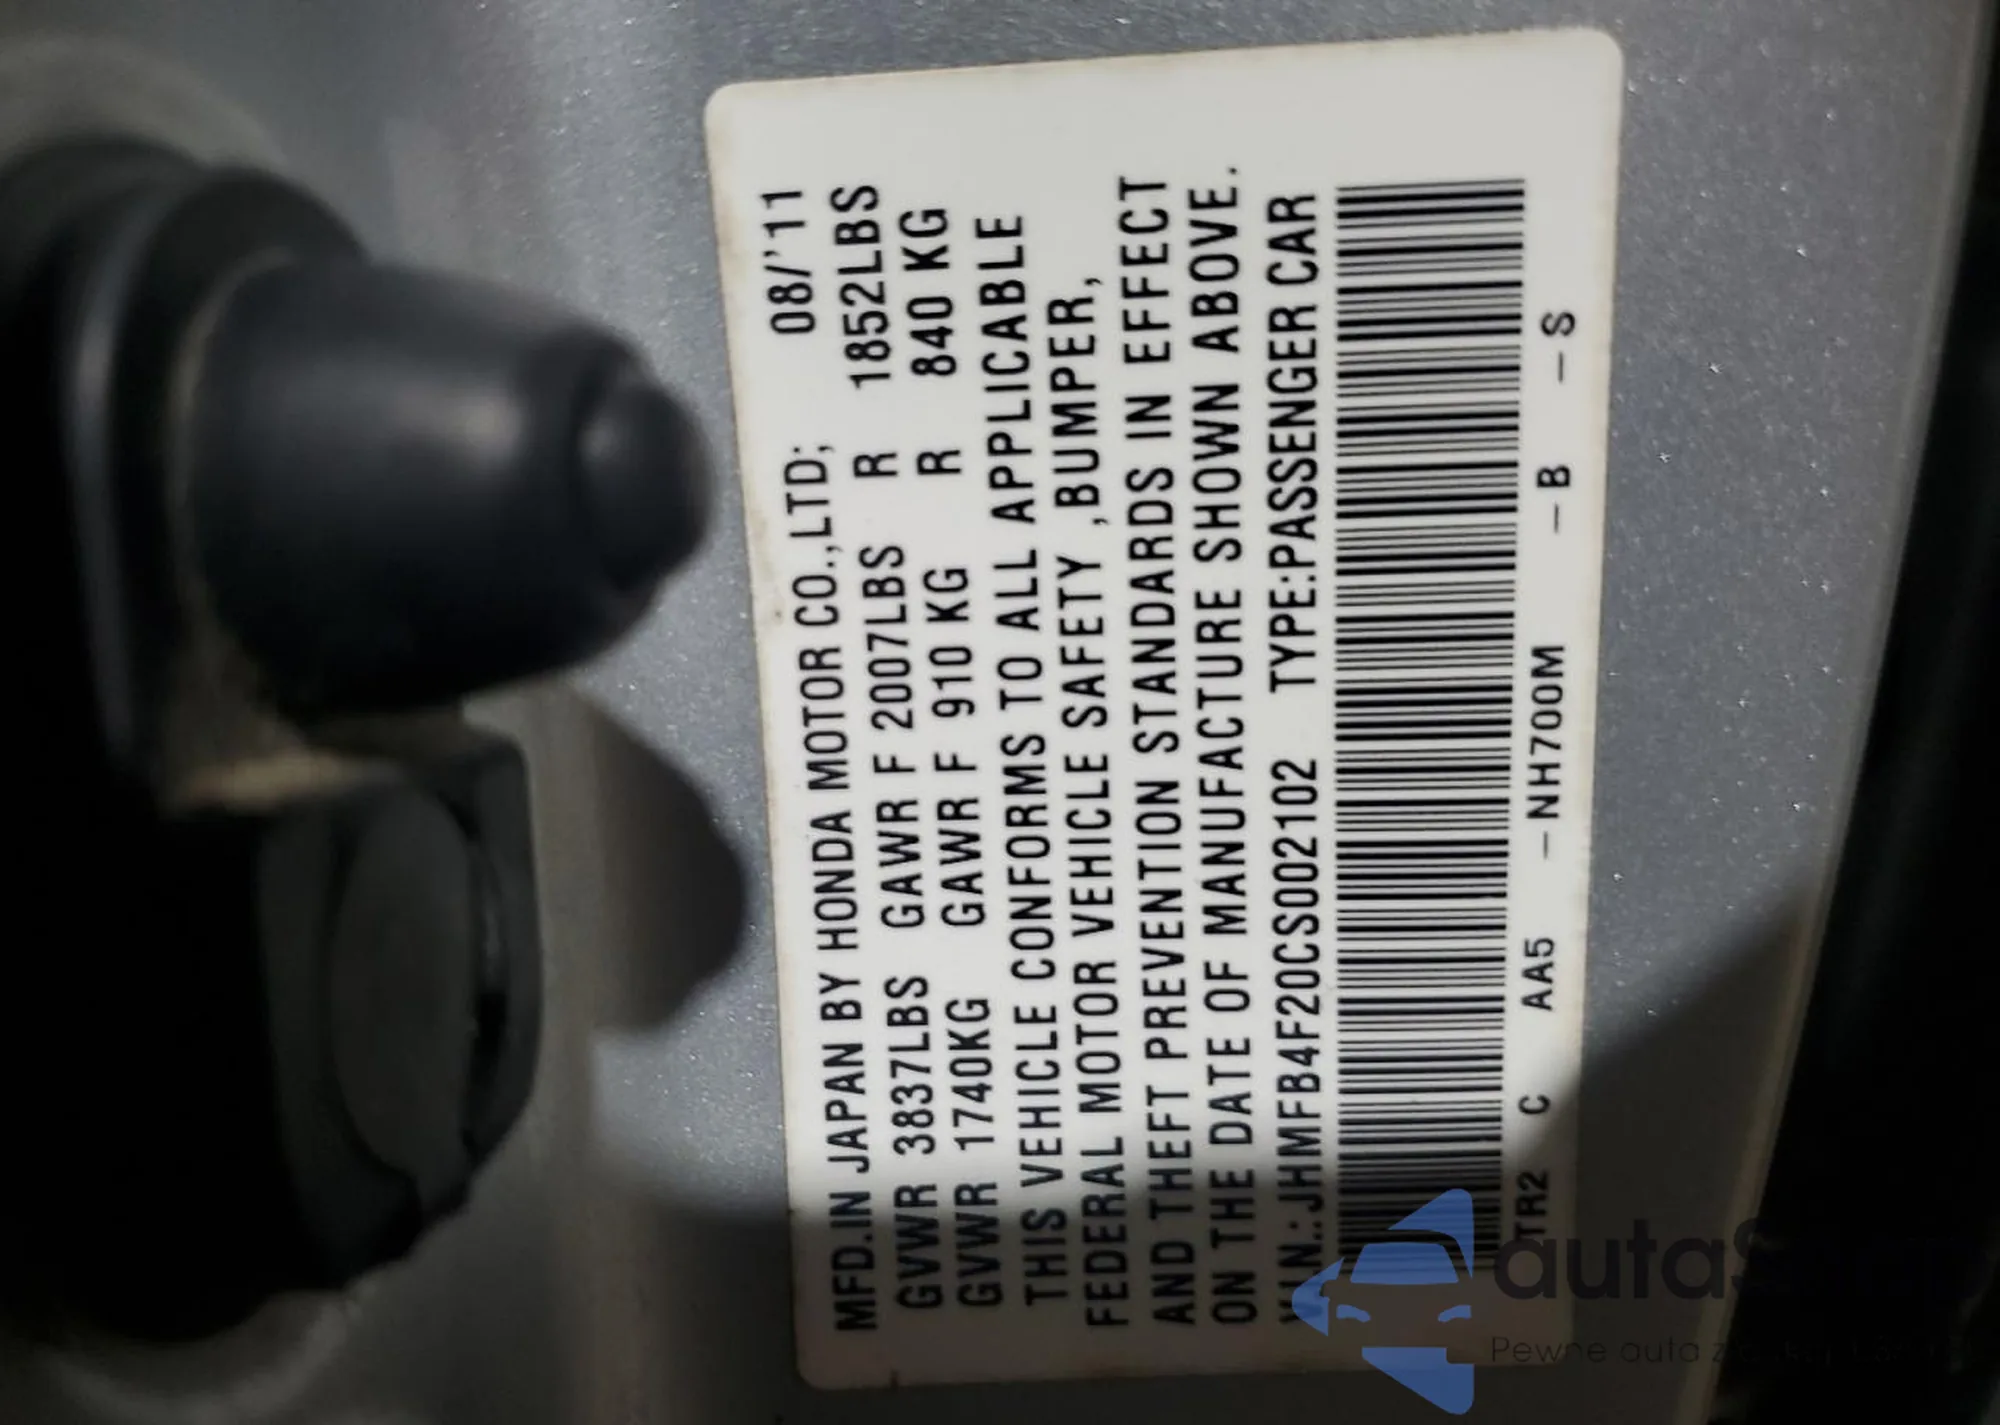 MFD.IN JAPAN BY HONDA MOTOR CO.,LTD; 08/'11
GVWR 3837LBS GAWR F 2007LBS R 1852LBS
GVWR 1740KG GAWR F 910 KG R 840 KG
THIS VEHICLE CONFORMS TO ALL APPLICABLE
FEDERAL MOTOR VEHICLE SAFETY ,BUMPER,
AND THEFT PREVENTION STANDARDS IN EFFECT
ON THE DATE OF MANUFACTURE SHOWN ABOVE.
V.I.N.: JHMFB4F20CS002102 TYPE:PASSENGER CAR
TR2 C AA5 –NH700M –B –S
Pewne auta z